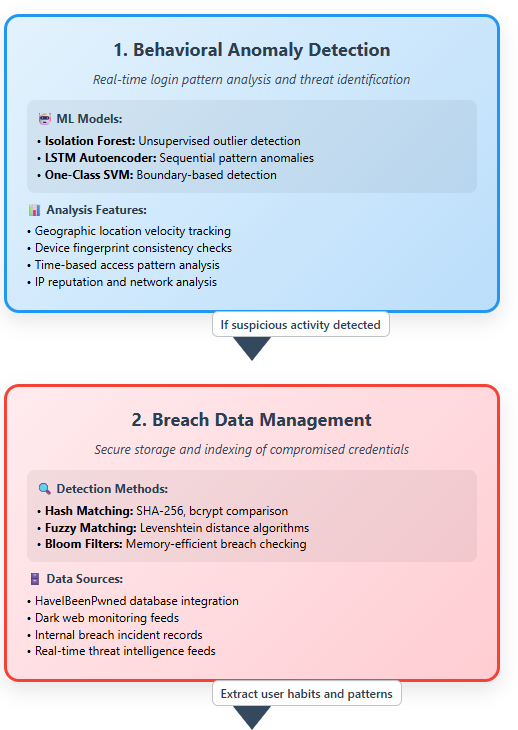 1. Behavioral Anomaly Detection
Real-time login pattern analysis and threat identification
ML Models:
• Isolation Forest: Unsupervised outlier detection
• LSTM Autoencoder: Sequential pattern anomalies
• One-Class SVM: Boundary-based detection
Analysis Features:
• Geographic location velocity tracking
• Device fingerprint consistency checks
• Time-based access pattern analysis
• IP reputation and network analysis
If suspicious activity detected
2. Breach Data Management
Secure storage and indexing of compromised credentials
Detection Methods:
• Hash Matching: SHA-256, bcrypt comparison
• Fuzzy Matching: Levenshtein distance algorithms
• Bloom Filters: Memory-efficient breach checking
Data Sources:
• HaveIBeenPwned database integration
• Dark web monitoring feeds
• Internal breach incident records
• Real-time threat intelligence feeds
Extract user habits and patterns